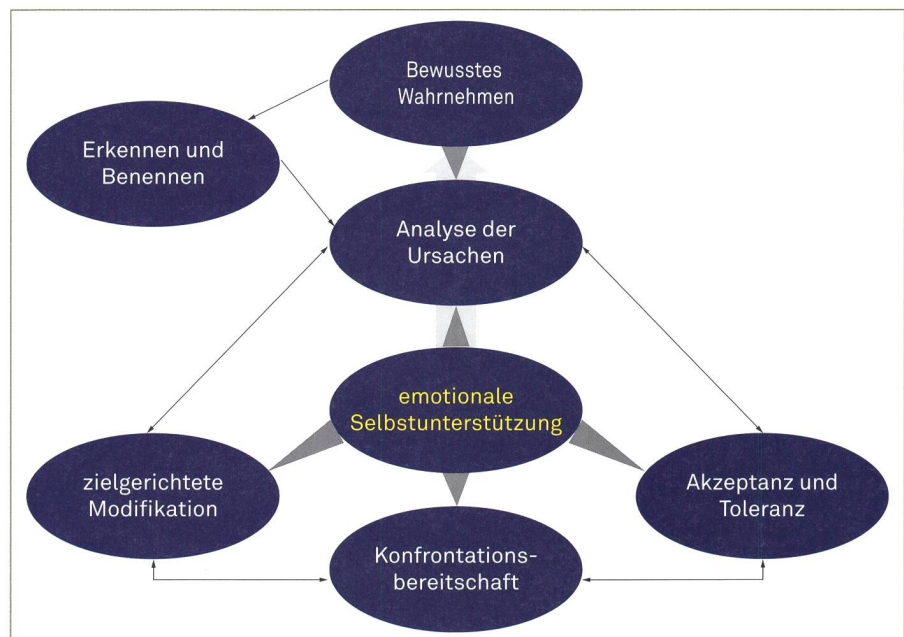 Bewusstes
Wahrnehmen
Erkennen und
Benennen
Analyse der
Ursachen
emotionale
Selbstunterstützung
zielgerichtete
Modifikation
Akzeptanz und
Toleranz
Konfrontations-
bereitschaft